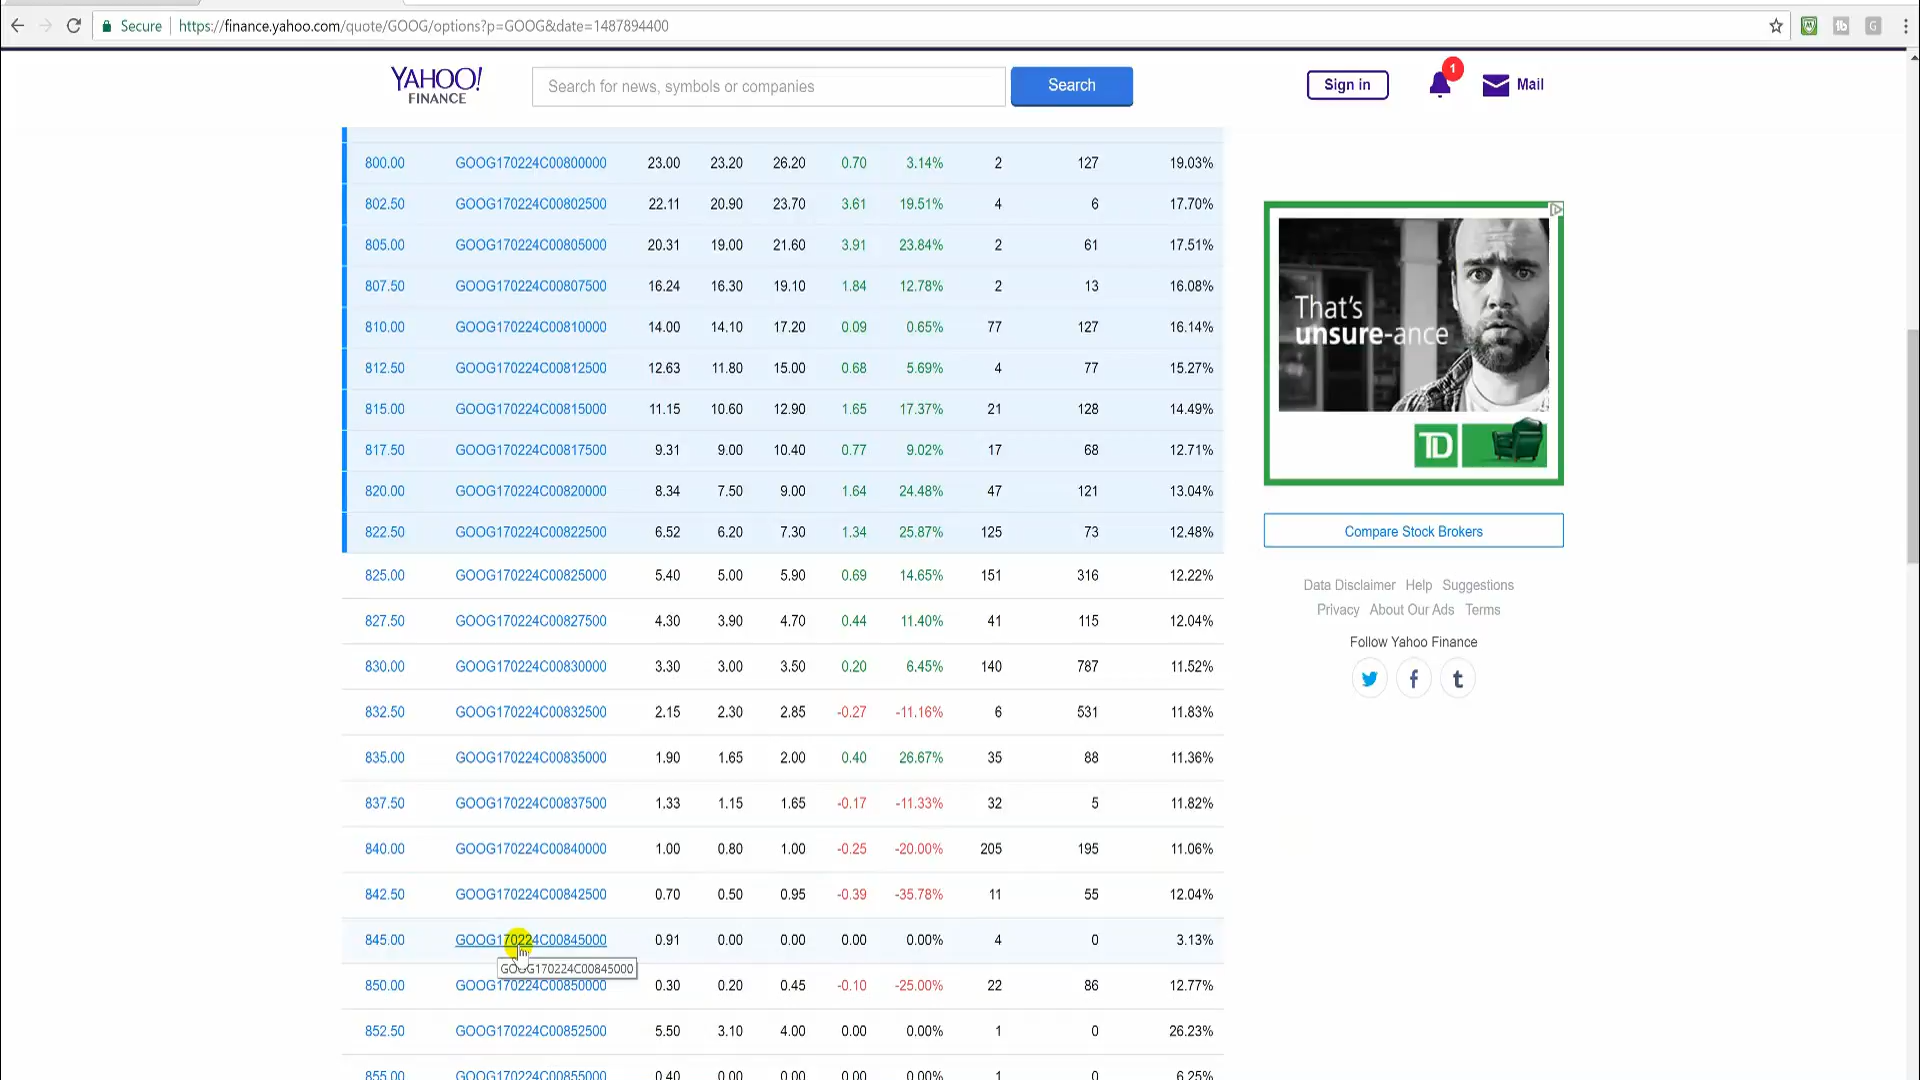 Secure https://finance.yahoo.com/quote/GOOG/options?p=GOOG&date=1487894400
YAHOO!
FINANCE
Search for news, symbols or companies
Search
Sign in
1
Mail
800.00 GOOG170224C00800000 23.00 23.20 26.20 0.70 3.14% 2 127 19.03%
802.50 GOOG170224C00802500 22.11 20.90 23.70 3.61 19.51% 4 6 17.70%
805.00 GOOG170224C00805000 20.31 19.00 21.60 3.91 23.84% 2 61 17.51%
807.50 GOOG170224C00807500 16.24 16.30 19.10 1.84 12.78% 2 13 16.08%
810.00 GOOG170224C00810000 14.00 14.10 17.20 0.09 0.65% 77 127 16.14%
812.50 GOOG170224C00812500 12.63 11.80 15.00 0.68 5.69% 4 77 15.27%
815.00 GOOG170224C00815000 11.15 10.60 12.90 1.65 17.37% 21 128 14.49%
817.50 GOOG170224C00817500 9.31 9.00 10.40 0.77 9.02% 17 68 12.71%
820.00 GOOG170224C00820000 8.34 7.50 9.00 1.64 24.48% 47 121 13.04%
822.50 GOOG170224C00822500 6.52 6.20 7.30 1.34 25.87% 125 73 12.48%
825.00 GOOG170224C00825000 5.40 5.00 5.90 0.69 14.65% 151 316 12.22%
827.50 GOOG170224C00827500 4.30 3.90 4.70 0.44 11.40% 41 115 12.04%
830.00 GOOG170224C00830000 3.30 3.00 3.50 0.20 6.45% 140 787 11.52%
832.50 GOOG170224C00832500 2.15 2.30 2.85 -0.27 -11.16% 6 531 11.83%
835.00 GOOG170224C00835000 1.90 1.65 2.00 0.40 26.67% 35 88 11.36%
837.50 GOOG170224C00837500 1.33 1.15 1.65 -0.17 -11.33% 32 5 11.82%
840.00 GOOG170224C00840000 1.00 0.80 1.00 -0.25 -20.00% 205 195 11.06%
842.50 GOOG170224C00842500 0.70 0.50 0.95 -0.39 -35.78% 11 55 12.04%
845.00 GOOG170224C00845000 0.91 0.00 0.00 0.00 0.00% 4 0 3.13%
GOOG170224C00845000
850.00 GOOG170224C00850000 0.30 0.20 0.45 -0.10 -25.00% 22 86 12.77%
852.50 GOOG170224C00852500 5.50 3.10 4.00 0.00 0.00% 1 0 26.23%
855.00 GOOG170224C00855000 0.40 0.00 0.00 0.00 0.00% 1 0 6.25%
That's
unsure-ance
TD
Compare Stock Brokers
Data Disclaimer Help Suggestions
Privacy About Our Ads Terms
Follow Yahoo Finance